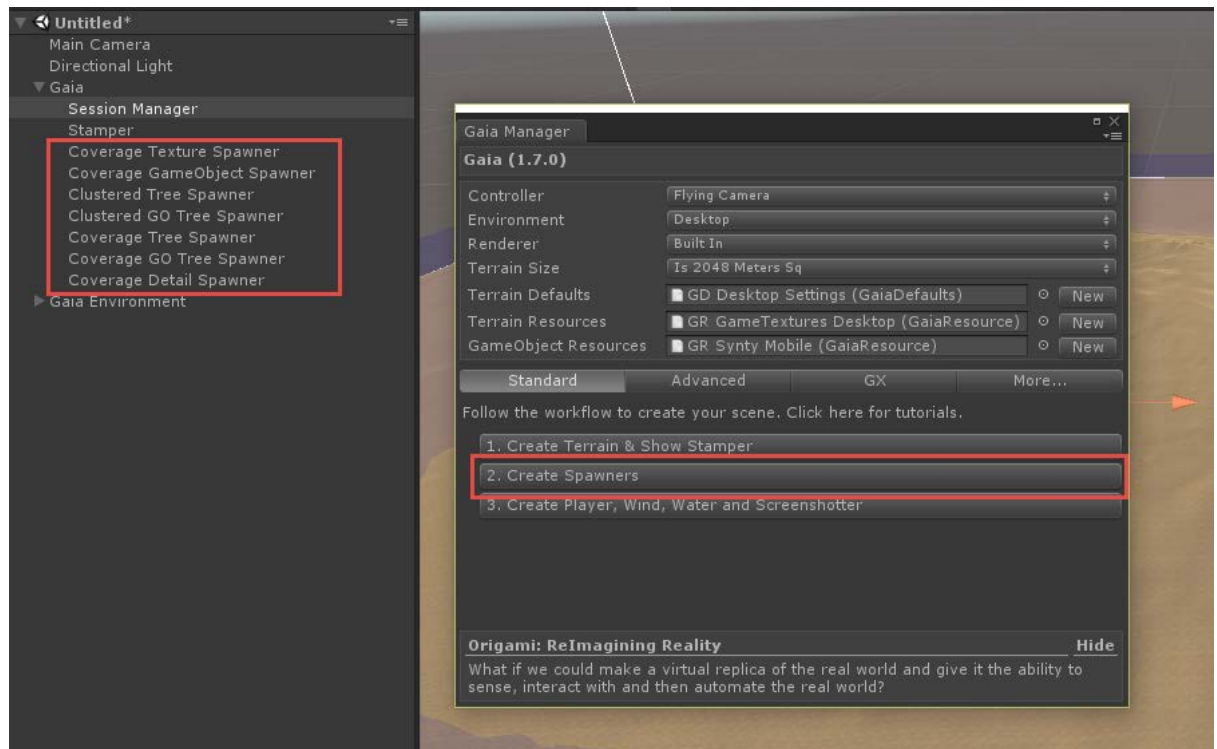 Untitled*
Main Camera
Directional Light
Gaia
Session Manager
Stamper
Coverage Texture Spawner
Coverage GameObject Spawner
Clustered Tree Spawner
Clustered GO Tree Spawner
Coverage Tree Spawner
Coverage GO Tree Spawner
Coverage Detail Spawner
Gaia Environment
Gaia Manager
Gaia (1.7.0)
Controller Flying Camera
Environment Desktop
Renderer Built In
Terrain Size Is 2048 Meters Sq
Terrain Defaults GD Desktop Settings (GaiaDefaults) New
Terrain Resources GR GameTextures Desktop (GaiaResource) New
GameObject Resources GR Synty Mobile (GaiaResource) New
Standard Advanced GX More...
Follow the workflow to create your scene. Click here for tutorials.
1. Create Terrain & Show Stamper
2. Create Spawners
3. Create Player, Wind, Water and Screenshotter
Origami: ReImagining Reality Hide
What if we could make a virtual replica of the real world and give it the ability to
sense, interact with and then automate the real world?